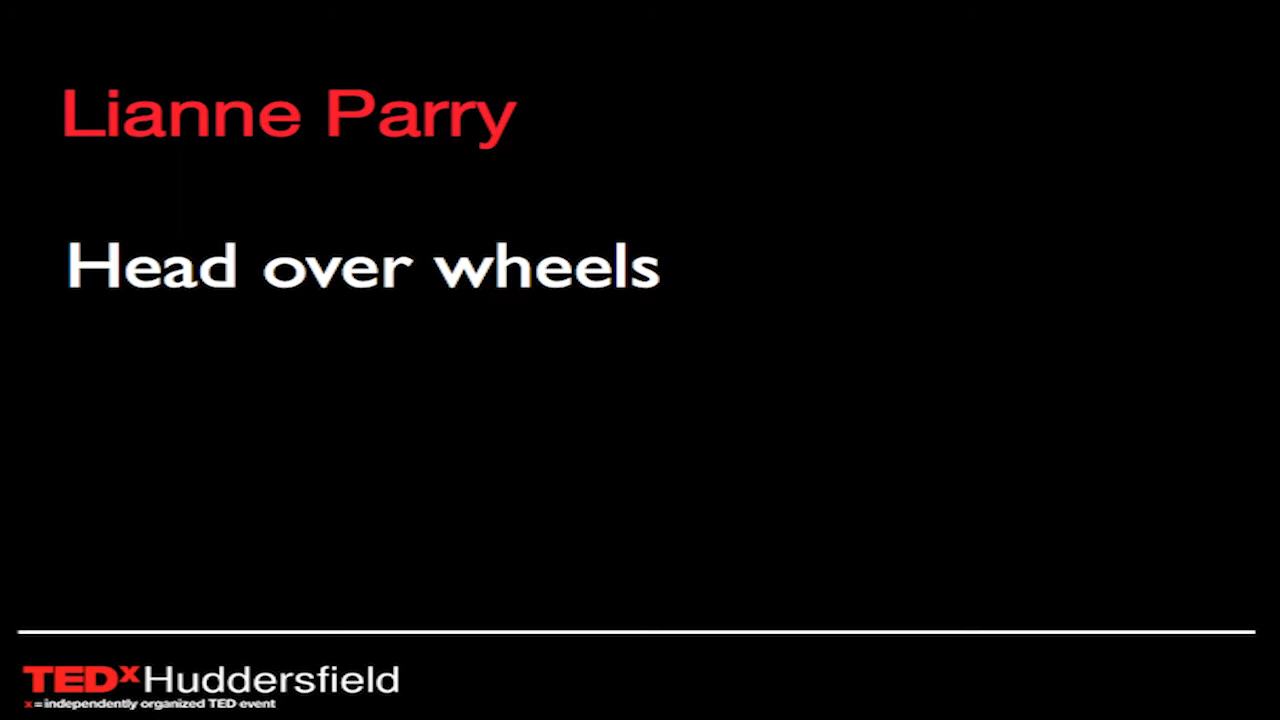 Lianne Parry
Head over wheels
TEDxHuddersfield
x = independently organized TED event